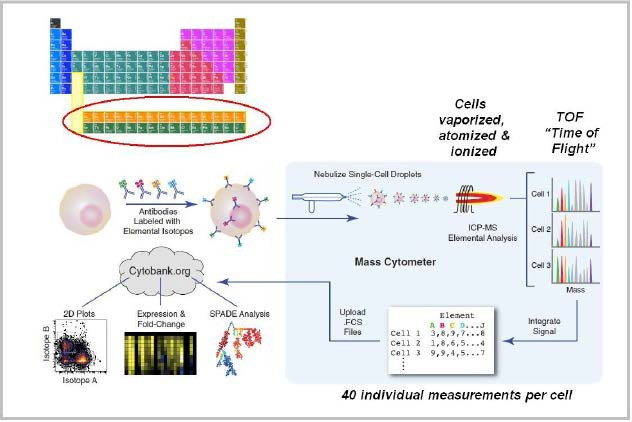 Cells
vaporized,
atomized &
ionized
TOF
"Time of
Flight"
Nebulize Single-Cell Droplets
Antibodies
Labeled with
Elemental Isotopes
ICP-MS
Elemental Analysis
Cell 1
Cell 2
Cell 3
Mass
Mass Cytometer
Cytobank.org
2D Plots
Expression &
Fold-Change
SPADE Analysis
Isotope B
Isotope A
Upload
.FCS
Files
Element
A B C D...J
Cell 1 3,8,9,7...8
Cell 2 1,8,6,5...4
Cell 3 9,9,4,5...7
Integrate
Signal
40 individual measurements per cell